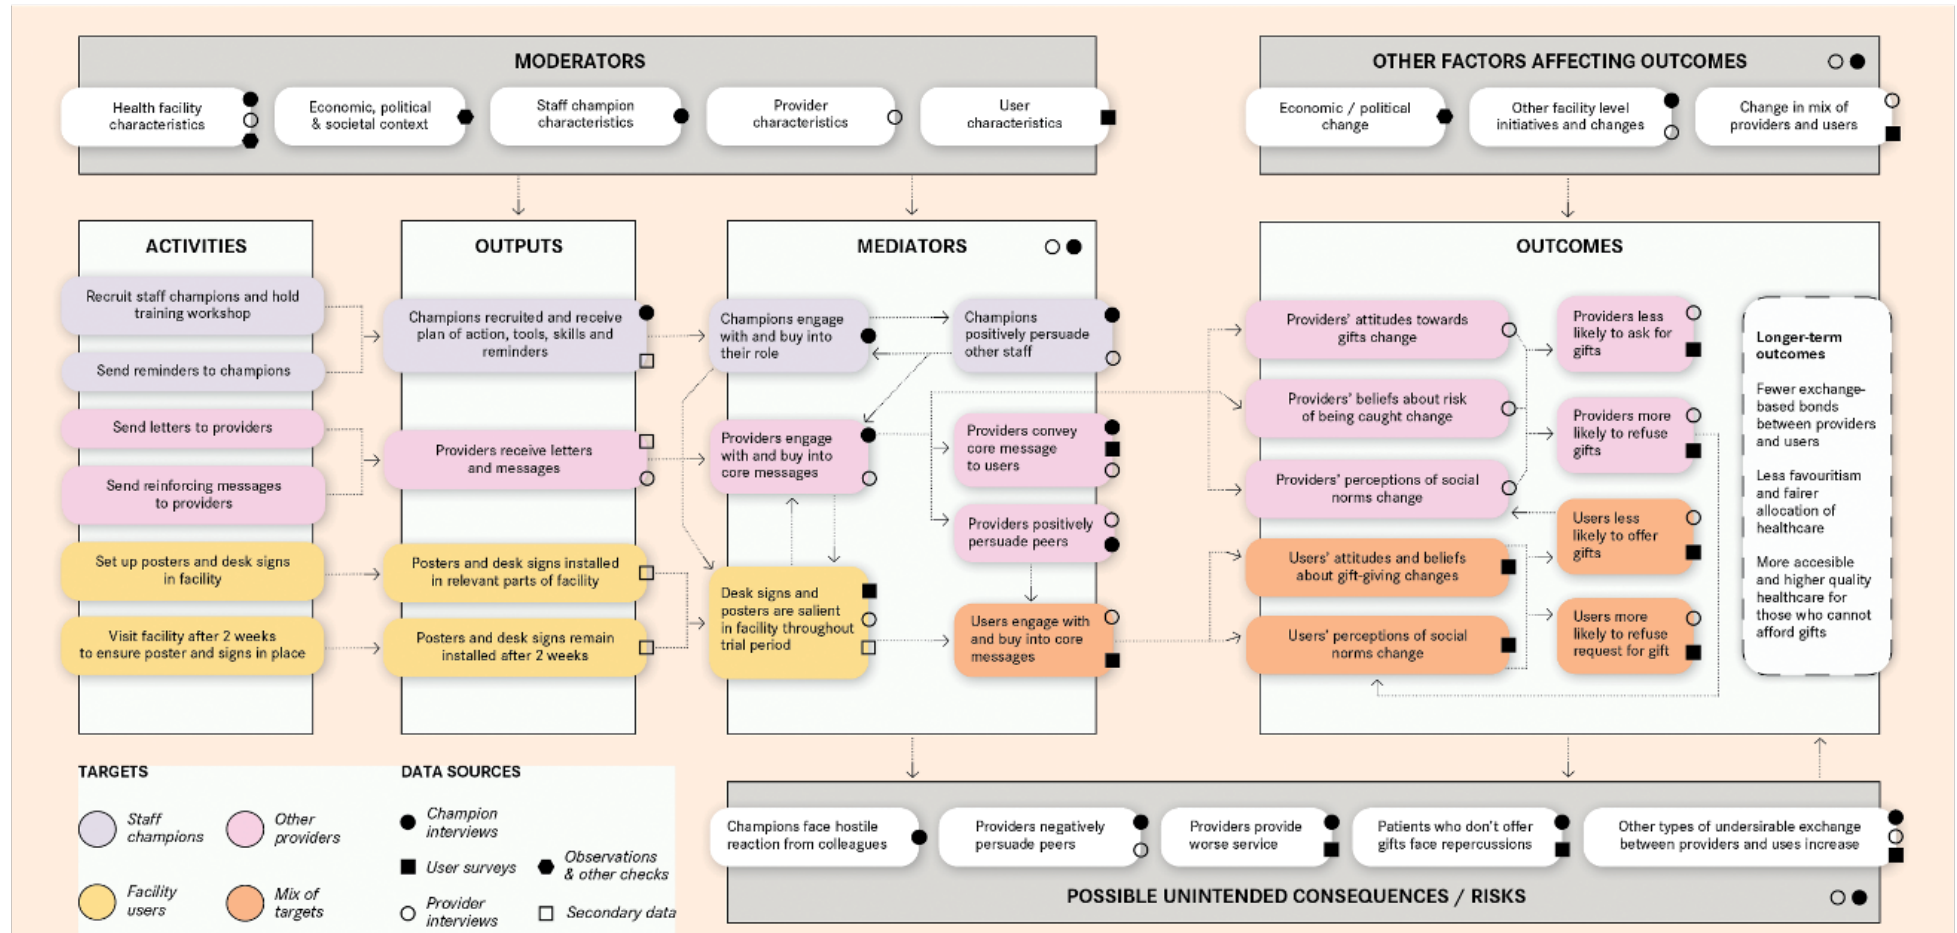 MODERATORS
Health facility
characteristics
Economic, political
& societal context
Staff champion
characteristics
Provider
characteristics
User
characteristics
OTHER FACTORS AFFECTING OUTCOMES
Economic / political
change
Other facility level
initiatives and changes
Change in mix of
providers and users
ACTIVITIES
Recruit staff champions and hold
training workshop
Send reminders to champions
Send letters to providers
Send reinforcing messages
to providers
Set up posters and desk signs
in facility
Visit facility after 2 weeks
to ensure poster and signs in place
OUTPUTS
Champions recruited and receive
plan of action, tools, skills and
reminders
Providers receive letters
and messages
Posters and desk signs installed
in relevant parts of facility
Posters and desk signs remain
installed after 2 weeks
MEDIATORS
Champions engage
with and buy into
their role
Champions
positively persuade
other staff
Providers engage
with and buy into
core messages
Providers convey
core message
to users
Providers positively
persuade peers
Desk signs and
posters are salient
in facility throughout
trial period
Users engage with
and buy into core
messages
OUTCOMES
Providers' attitudes towards
gifts change
Providers' beliefs about risk
of being caught change
Providers' perceptions of social
norms change
Users' attitudes and beliefs
about gift-giving changes
Users' perceptions of social
norms change
Providers less
likely to ask for
gifts
Providers more
likely to refuse
gifts
Users less
likely to offer
gifts
Users more
likely to refuse
request for gift
Longer-term
outcomes
Fewer exchange-
based bonds
between providers
and users
Less favouritism
and fairer
allocation of
healthcare
More accesible
and higher quality
healthcare for
those who cannot
afford gifts
TARGETS
Staff
champions
Other
providers
Facility
users
Mix of
targets
DATA SOURCES
Champion
interviews
User surveys
Observations
& other checks
Provider
interviews
Secondary data
Champions face hostile
reaction from colleagues
Providers negatively
persuade peers
Providers provide
worse service
Patients who don't offer
gifts face repercussions
Other types of undersirable exchange
between providers and uses increase
POSSIBLE UNINTENDED CONSEQUENCES / RISKS